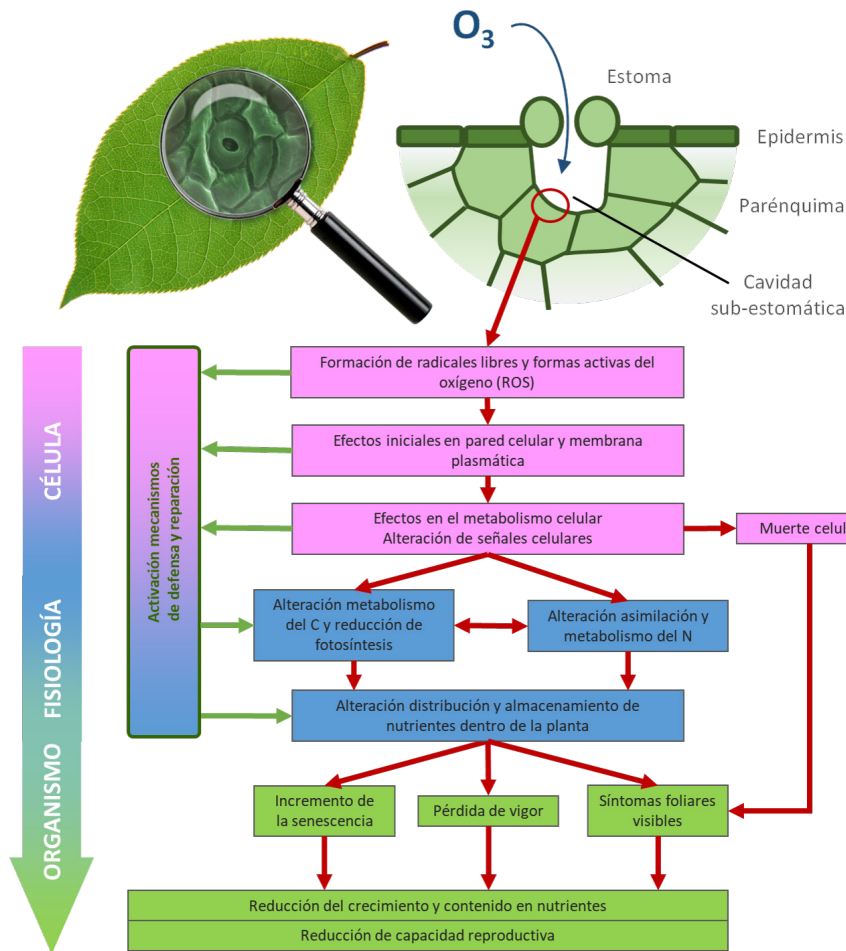 O3
Estoma
Epidermis
Parénquima
Cavidad
sub-estomática
CÉLULA
FISIOLOGÍA
ORGANISMO
Activación mecanismos
de defensa y reparación
Formación de radicales libres y formas activas del
oxígeno (ROS)
Efectos iniciales en pared celular y membrana
plasmática
Efectos en el metabolismo celular
Alteración de señales celulares
Muerte celul
Alteración metabolismo
del C y reducción de
fotosíntesis
Alteración asimilación y
metabolismo del N
Alteración distribución y almacenamiento de
nutrientes dentro de la planta
Incremento de
la senescencia
Pérdida de vigor
Síntomas foliares
visibles
Reducción del crecimiento y contenido en nutrientes
Reducción de capacidad reproductiva